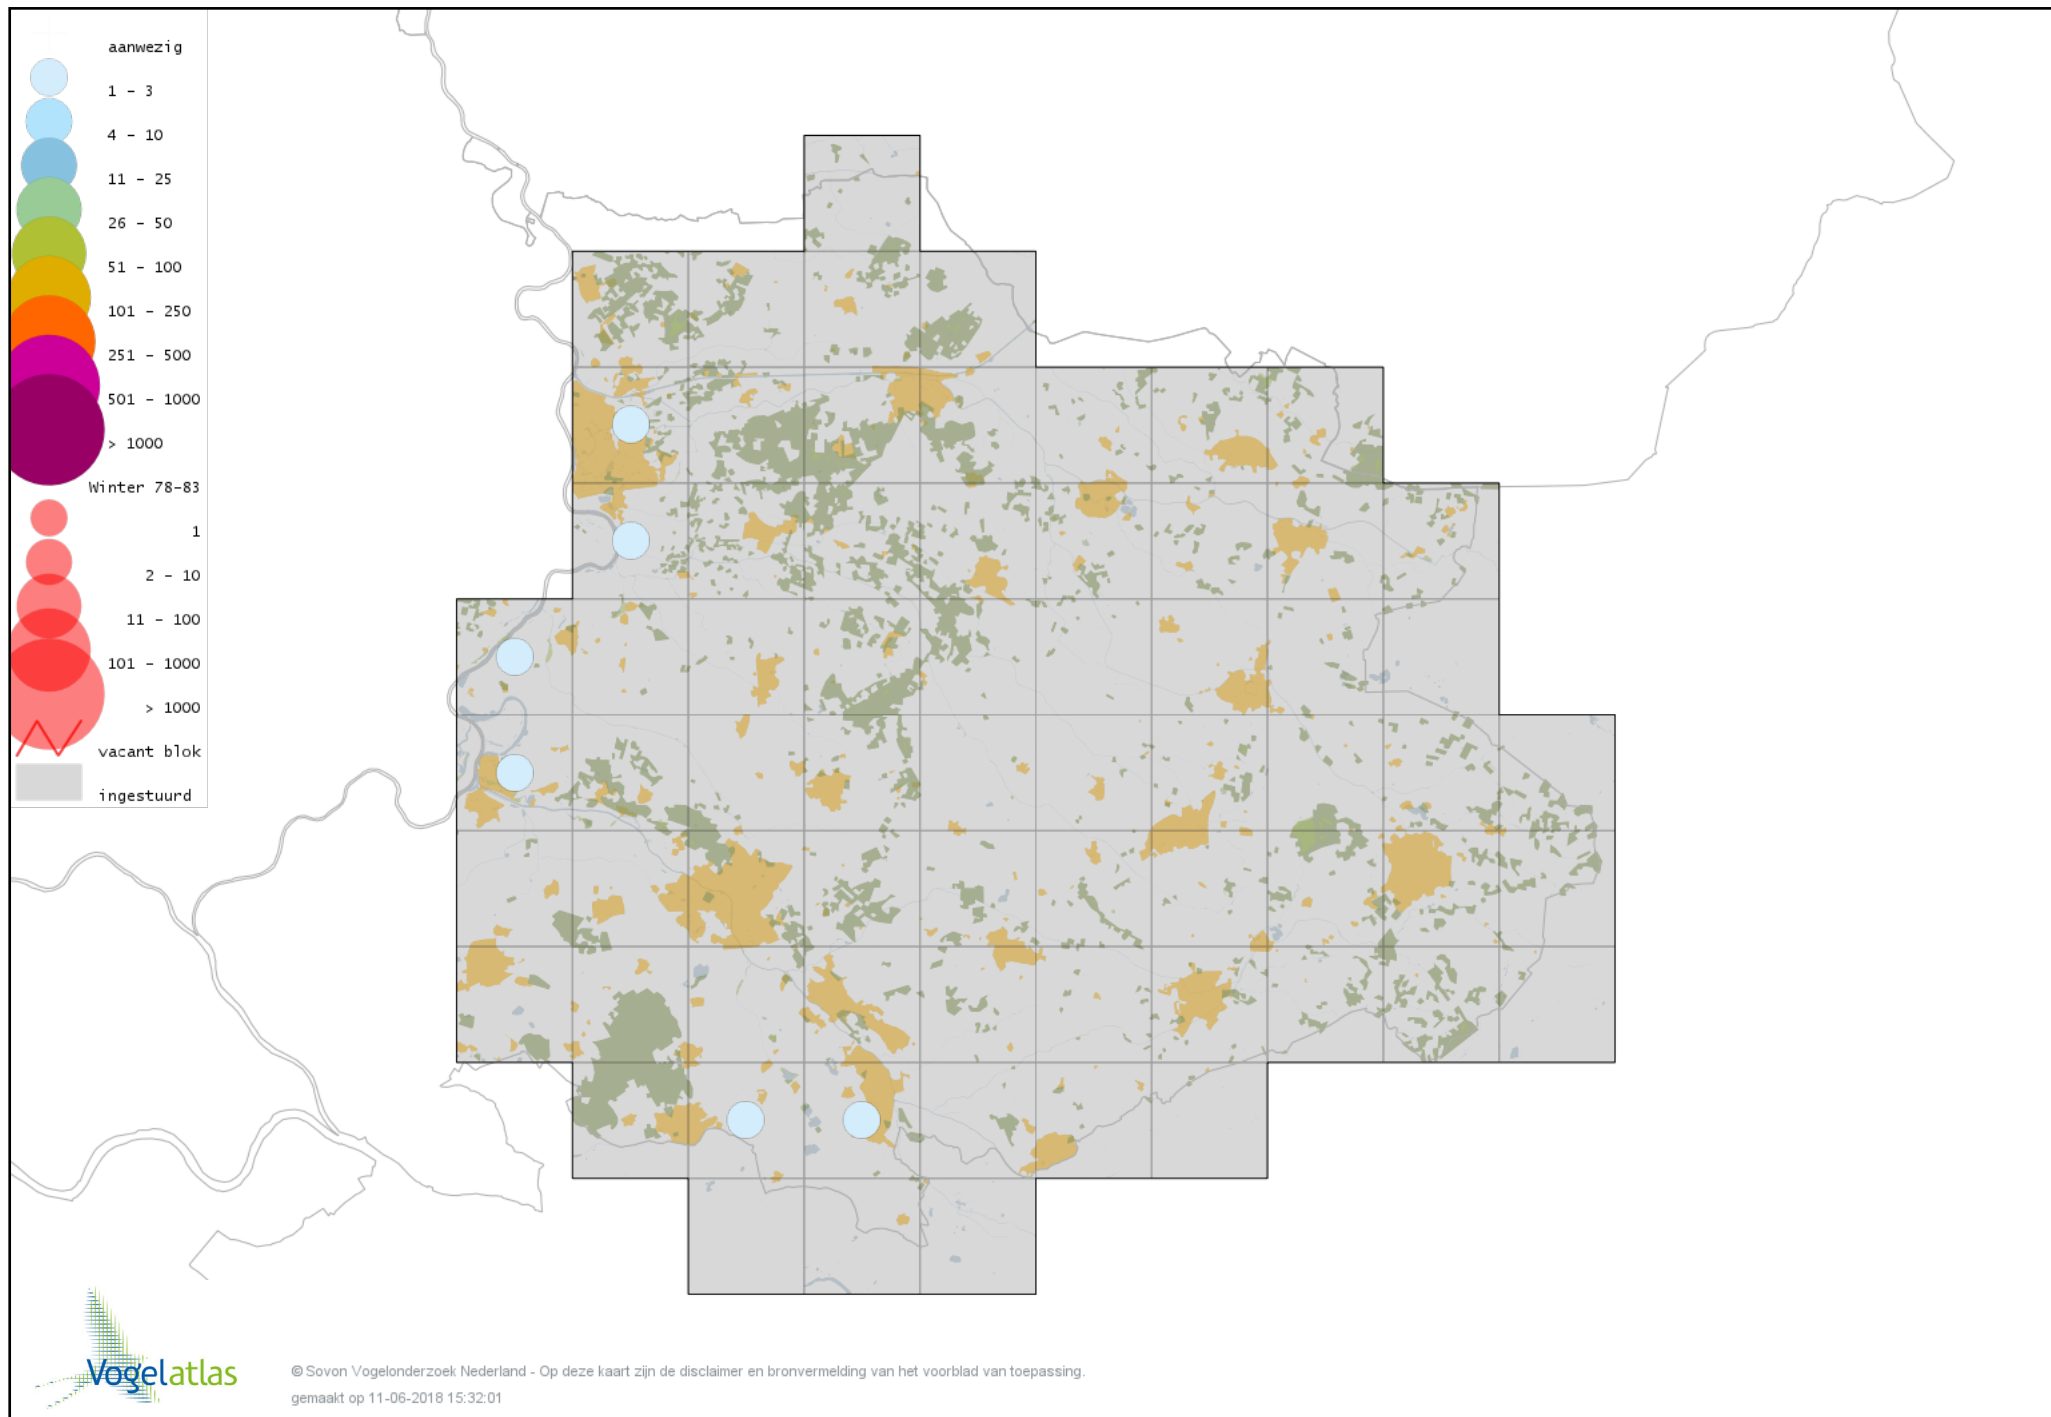 aanwezig
1 - 3
4 - 10
11 - 25
26 - 50
51 - 100
101 - 250
251 - 500
501 - 1000
> 1000
Winter 78-83
1
2 - 10
11 - 100
101 - 1000
> 1000
vacant blok
ingestuurd
Vogelatlas
© Sovon Vogelonderzoek Nederland - Op deze kaart zijn de disclaimer en bronvermelding van het voorblad van toepassing.
gemaakt op 11-06-2018 15:32:01